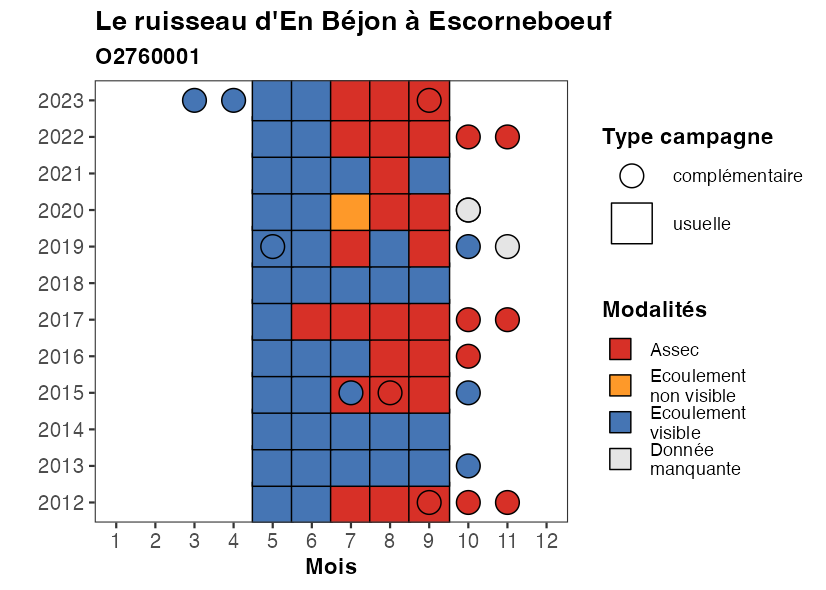 Le ruisseau d'En Béjon à Escorneboeuf
O2760001
2023
2022
2021
2020
2019
2018
2017
2016
2015
2014
2013
2012
1 2 3 4 5 6 7 8 9 10 11 12
Mois
Type campagne
complémentaire
usuelle
Modalités
Assec
Ecoulement
non visible
Ecoulement
visible
Donnée
manquante